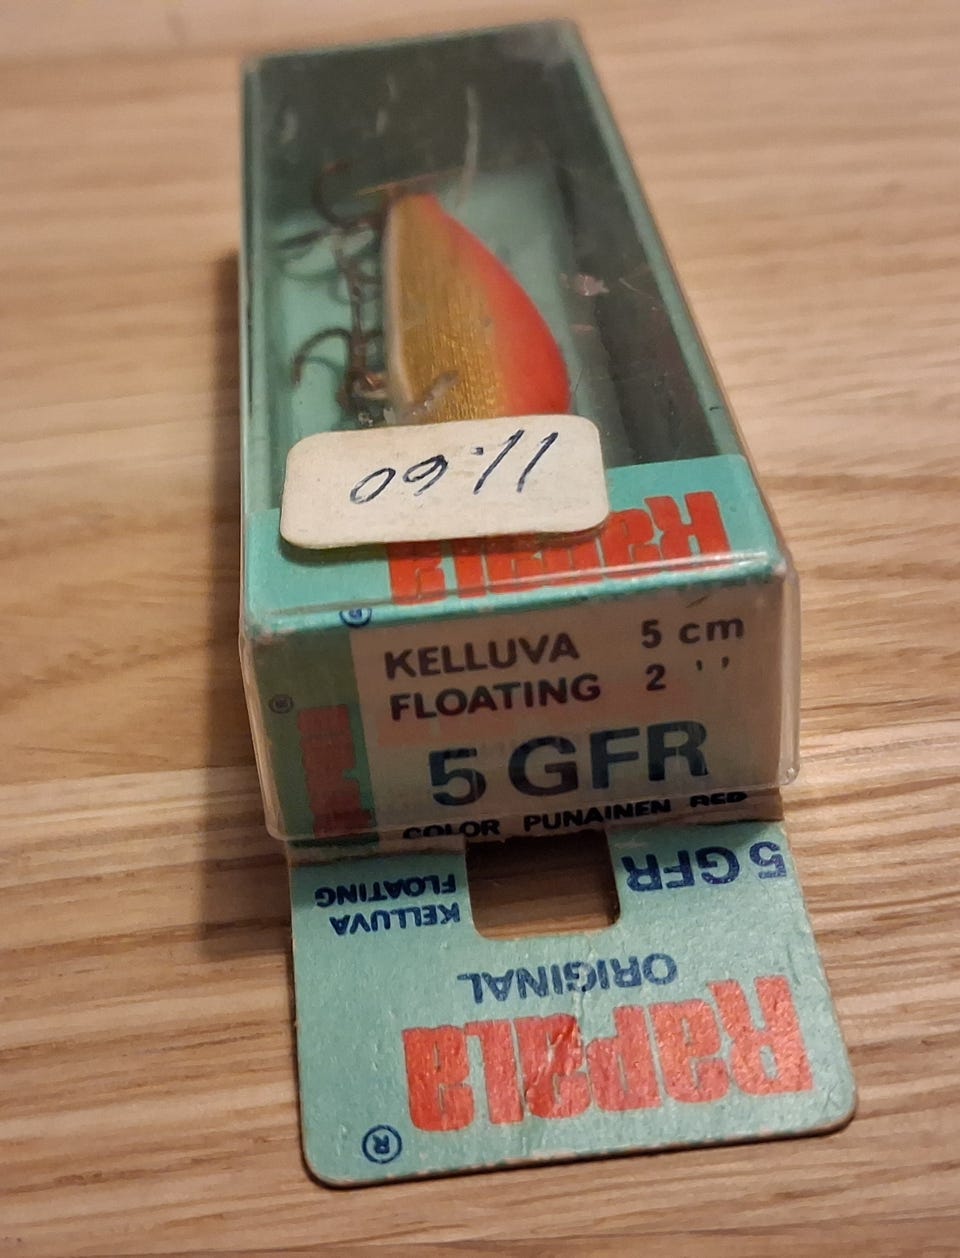 11.60
Rapala
®
KELLUVA 5 cm
FLOATING 2 ''
5 GFR
COLOR PUNAINEN RED
®
Rapala
Rapala ®
ORIGINAL
5 GFR
KELLUVA
FLOATING